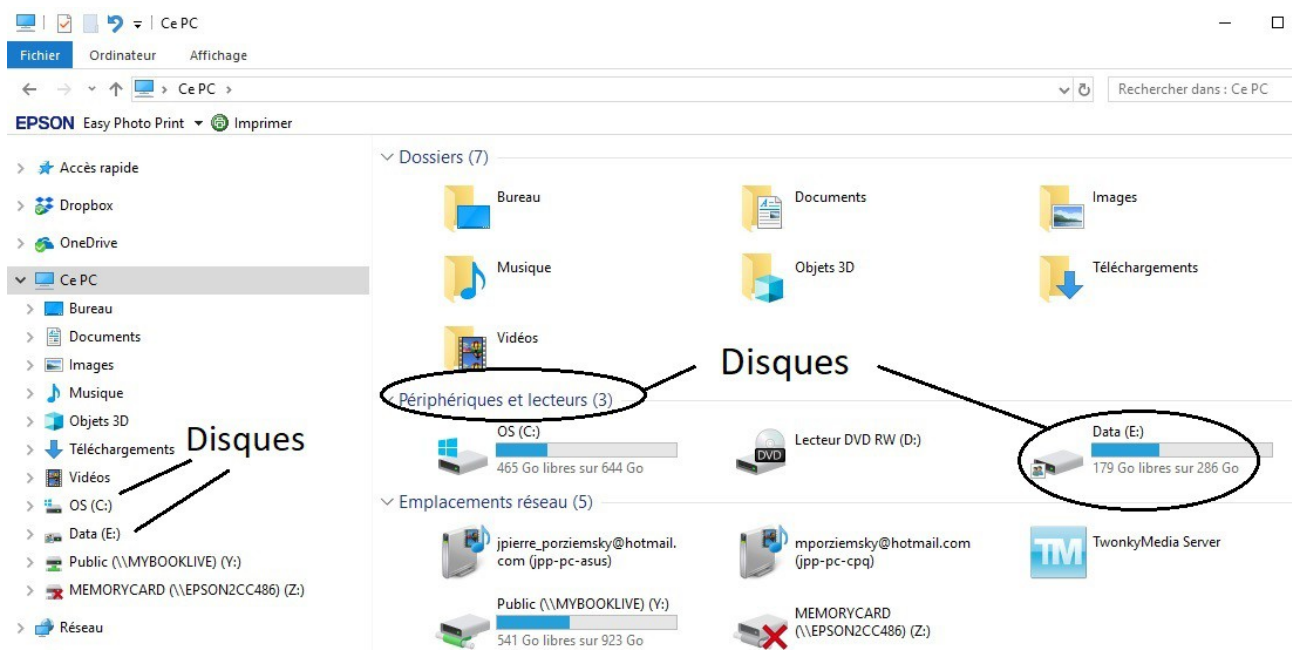 Ce PC
Fichier Ordinateur Affichage
Ce PC
Rechercher dans : Ce PC
EPSON Easy Photo Print Imprimer
Accès rapide
Dropbox
OneDrive
Ce PC
Bureau
Documents
Images
Musique
Objets 3D
Téléchargements
Vidéos
OS (C:)
Data (E:)
Public (\\MYBOOKLIVE) (Y:)
MEMORYCARD (\\EPSON2CC486) (Z:)
Réseau
Disques
Dossiers (7)
Bureau
Documents
Images
Musique
Objets 3D
Téléchargements
Vidéos
Disques
Périphériques et lecteurs (3)
OS (C:)
465 Go libres sur 644 Go
DVD
Lecteur DVD RW (D:)
Data (E:)
179 Go libres sur 286 Go
Emplacements réseau (5)
jpierre_porziemsky@hotmail.
com (jpp-pc-asus)
mporziemsky@hotmail.com
(jpp-pc-cpq)
TM
TwonkyMedia Server
Public (\\MYBOOKLIVE) (Y:)
541 Go libres sur 923 Go
MEMORYCARD
(\\EPSON2CC486) (Z:)